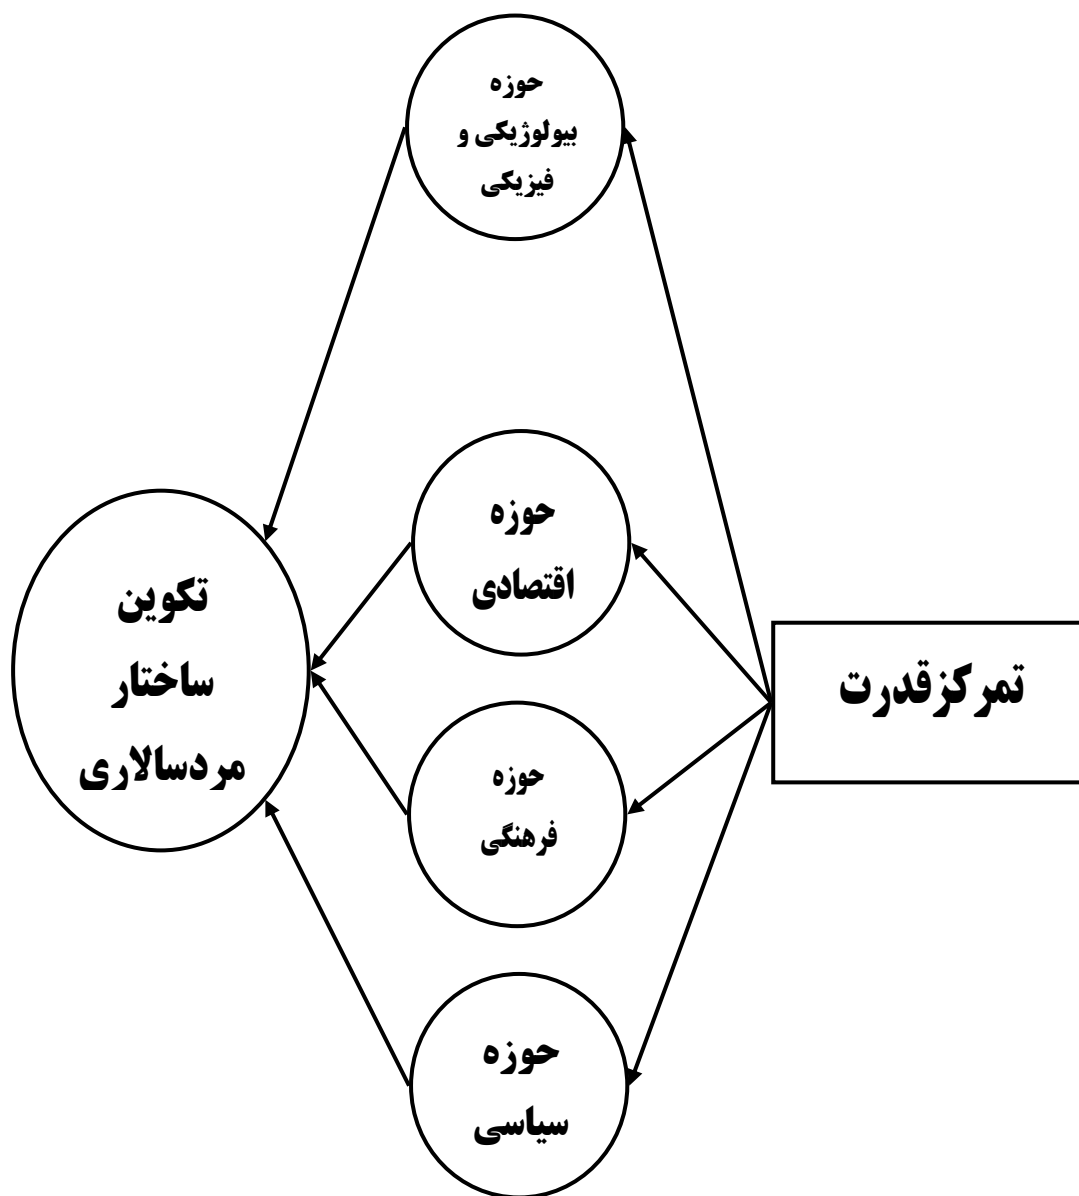 حوزه
بیولوژیکی و
فیزیکی
حوزه
اقتصادی
تمرکزقدرت
تکوین
ساختار
مردسالاری
حوزه
فرهنگی
حوزه
سیاسی